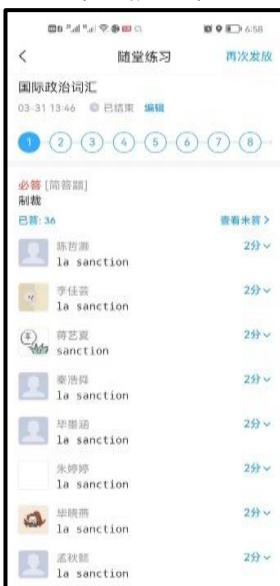 6:58
随堂练习
再次发放
国际政治词汇
03-31 13:46 已结束 编辑
1 2 3 4 5 6 7 8
必答 [简答题]
制裁
已答: 36
查看未答 >
陈哲灏 2分
la sanction
李佳芸 2分
la sanction
蒋艺夏 2分
sanction
秦浩舜 2分
la sanction
毕墨涵 2分
la sanction
朱婷婷 2分
la sanction
毕晓燕 2分
la sanction
孟秋懿 2分
la sanction